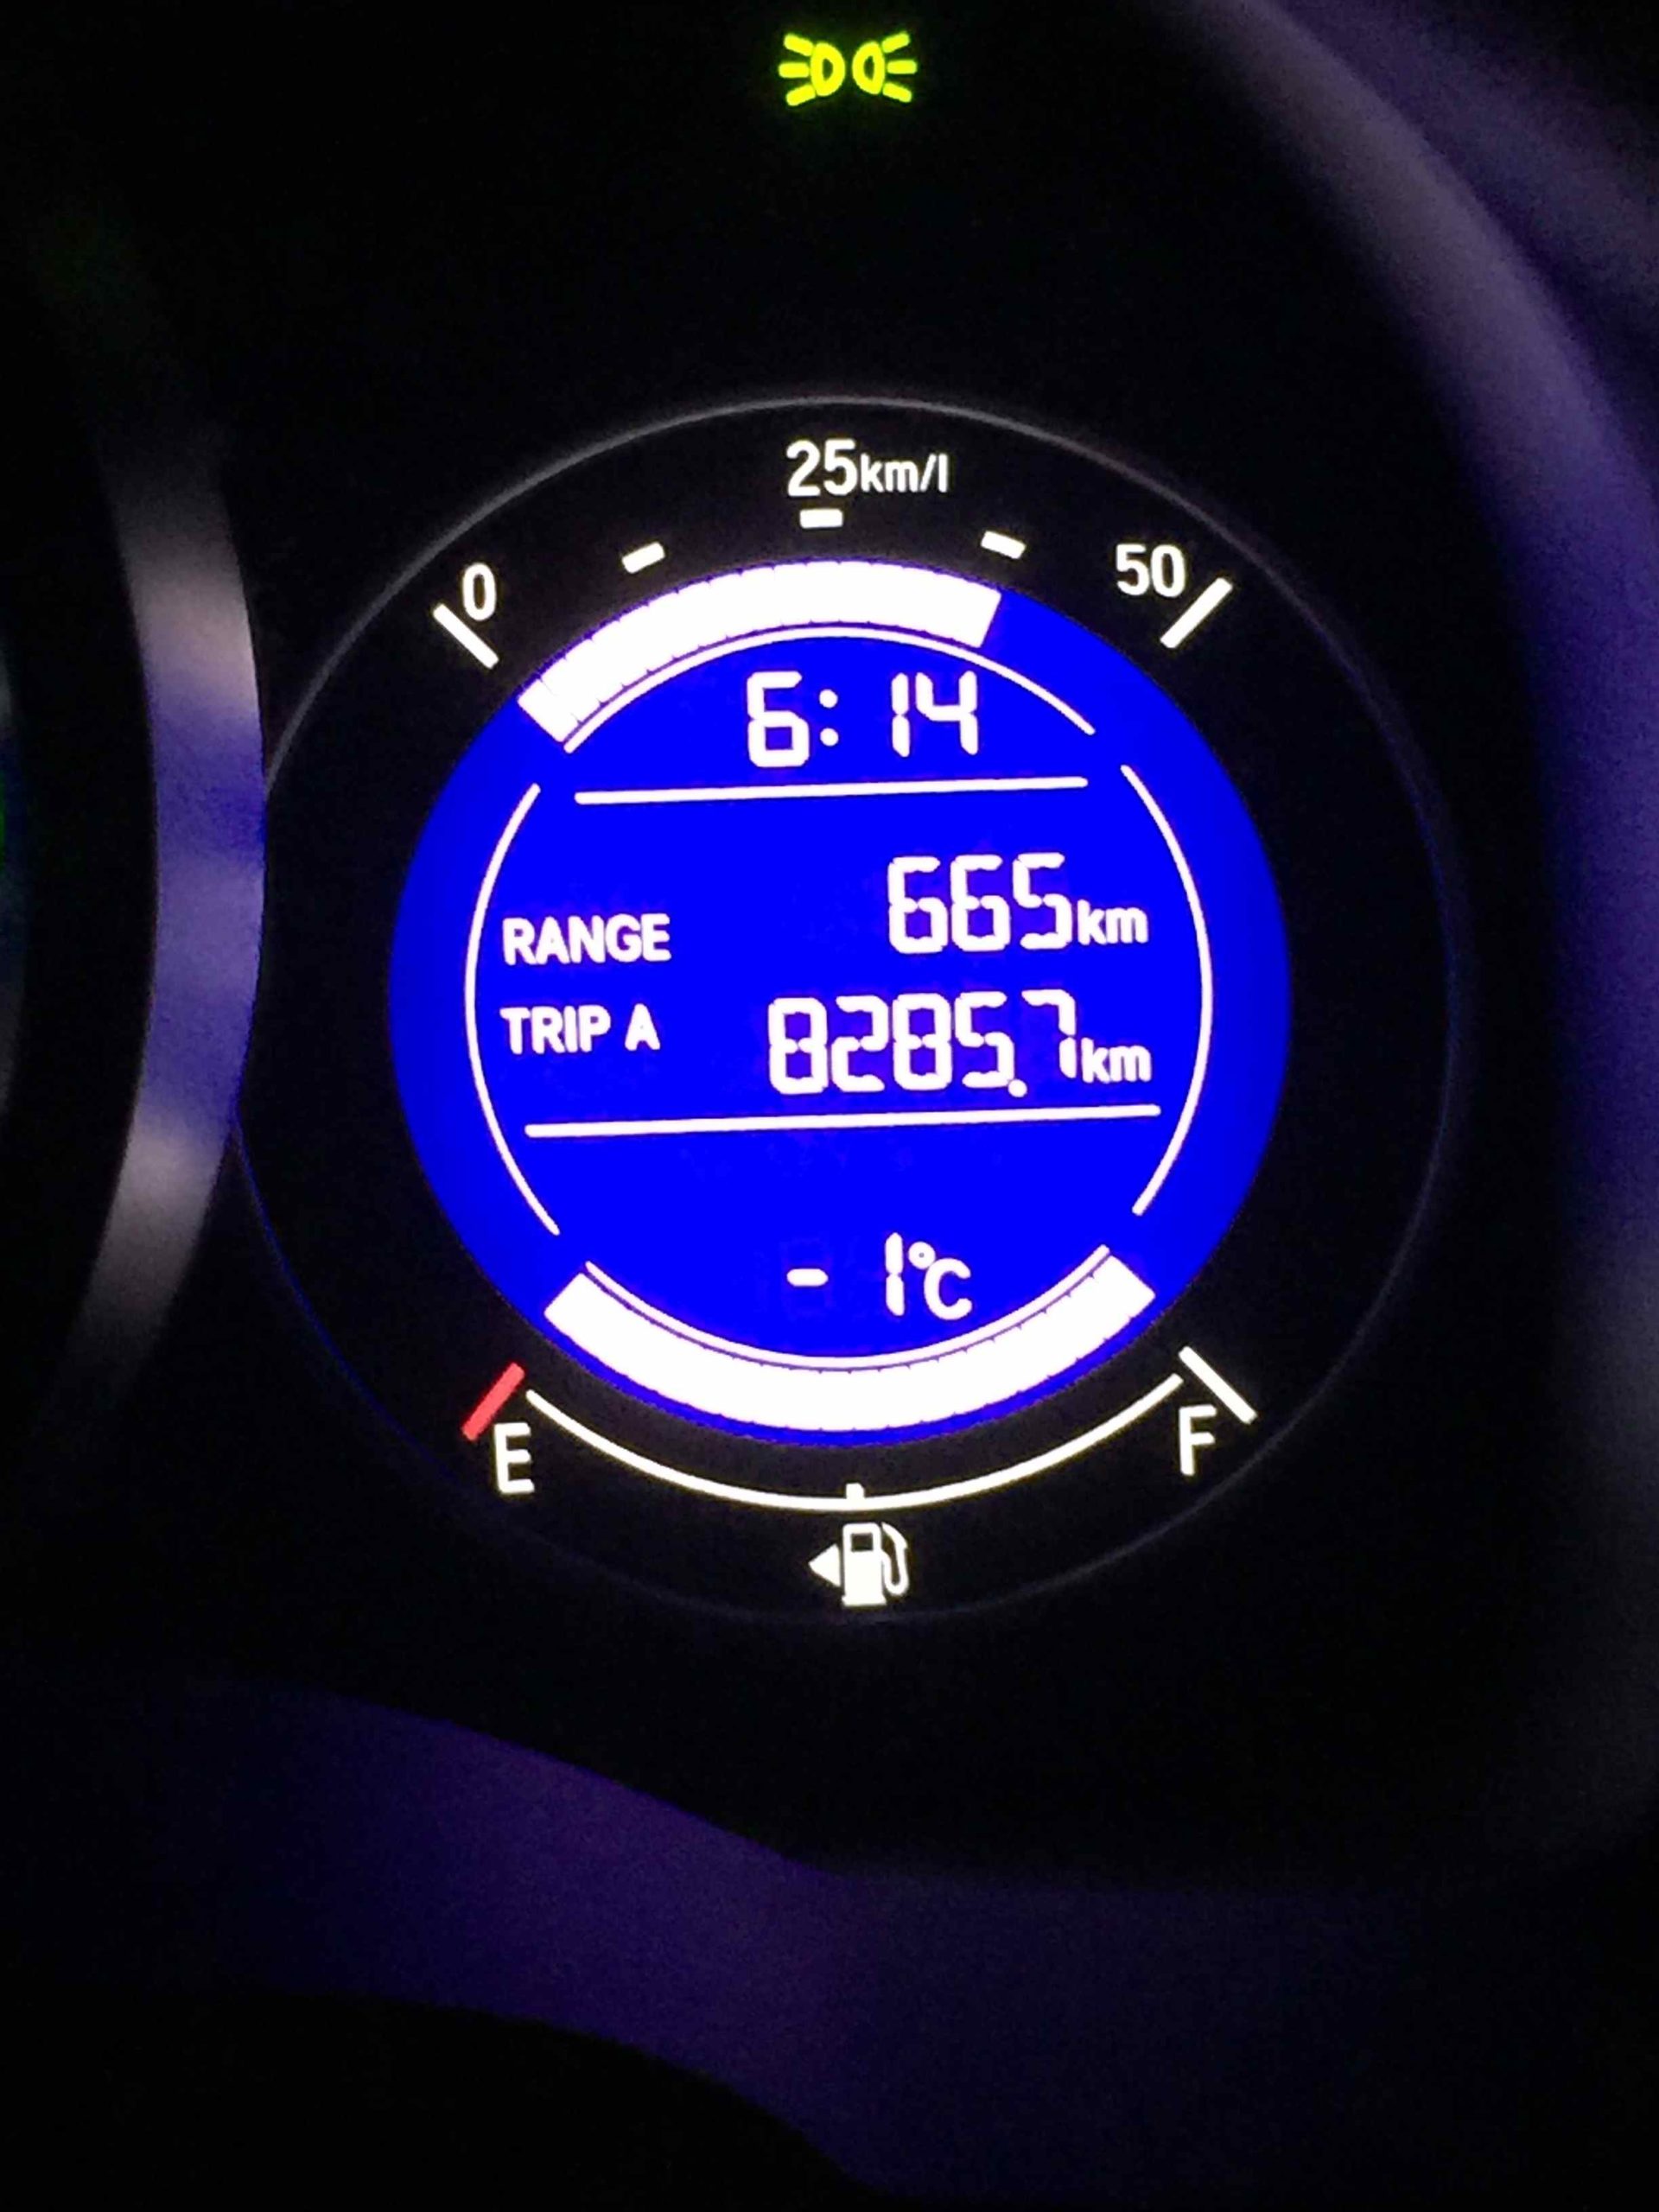 25km/l
0
50
6:14
RANGE 665km
TRIP A 8285.7km
-1°C
E
F